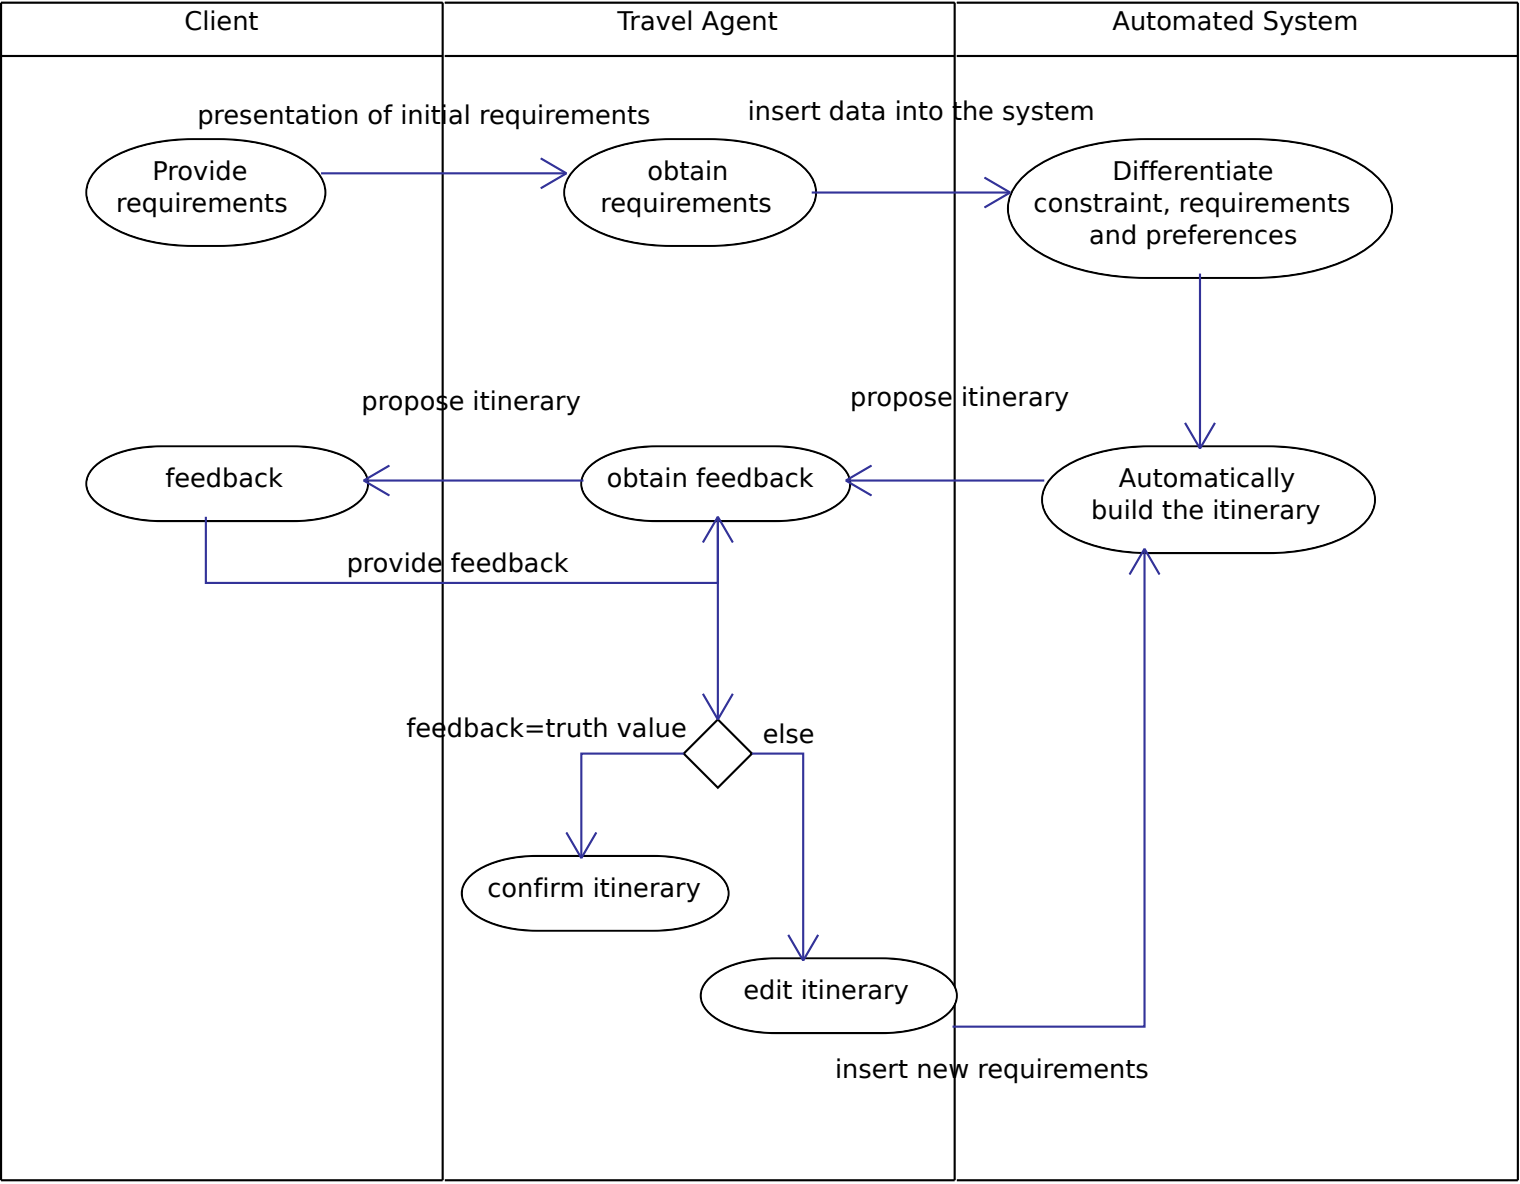 Client
Travel Agent
Automated System
presentation of initial requirements
insert data into the system
Provide
requirements
obtain
requirements
Differentiate
constraint, requirements
and preferences
propose itinerary
propose itinerary
feedback
obtain feedback
Automatically
build the itinerary
provide feedback
feedback=truth value
else
confirm itinerary
edit itinerary
insert new requirements